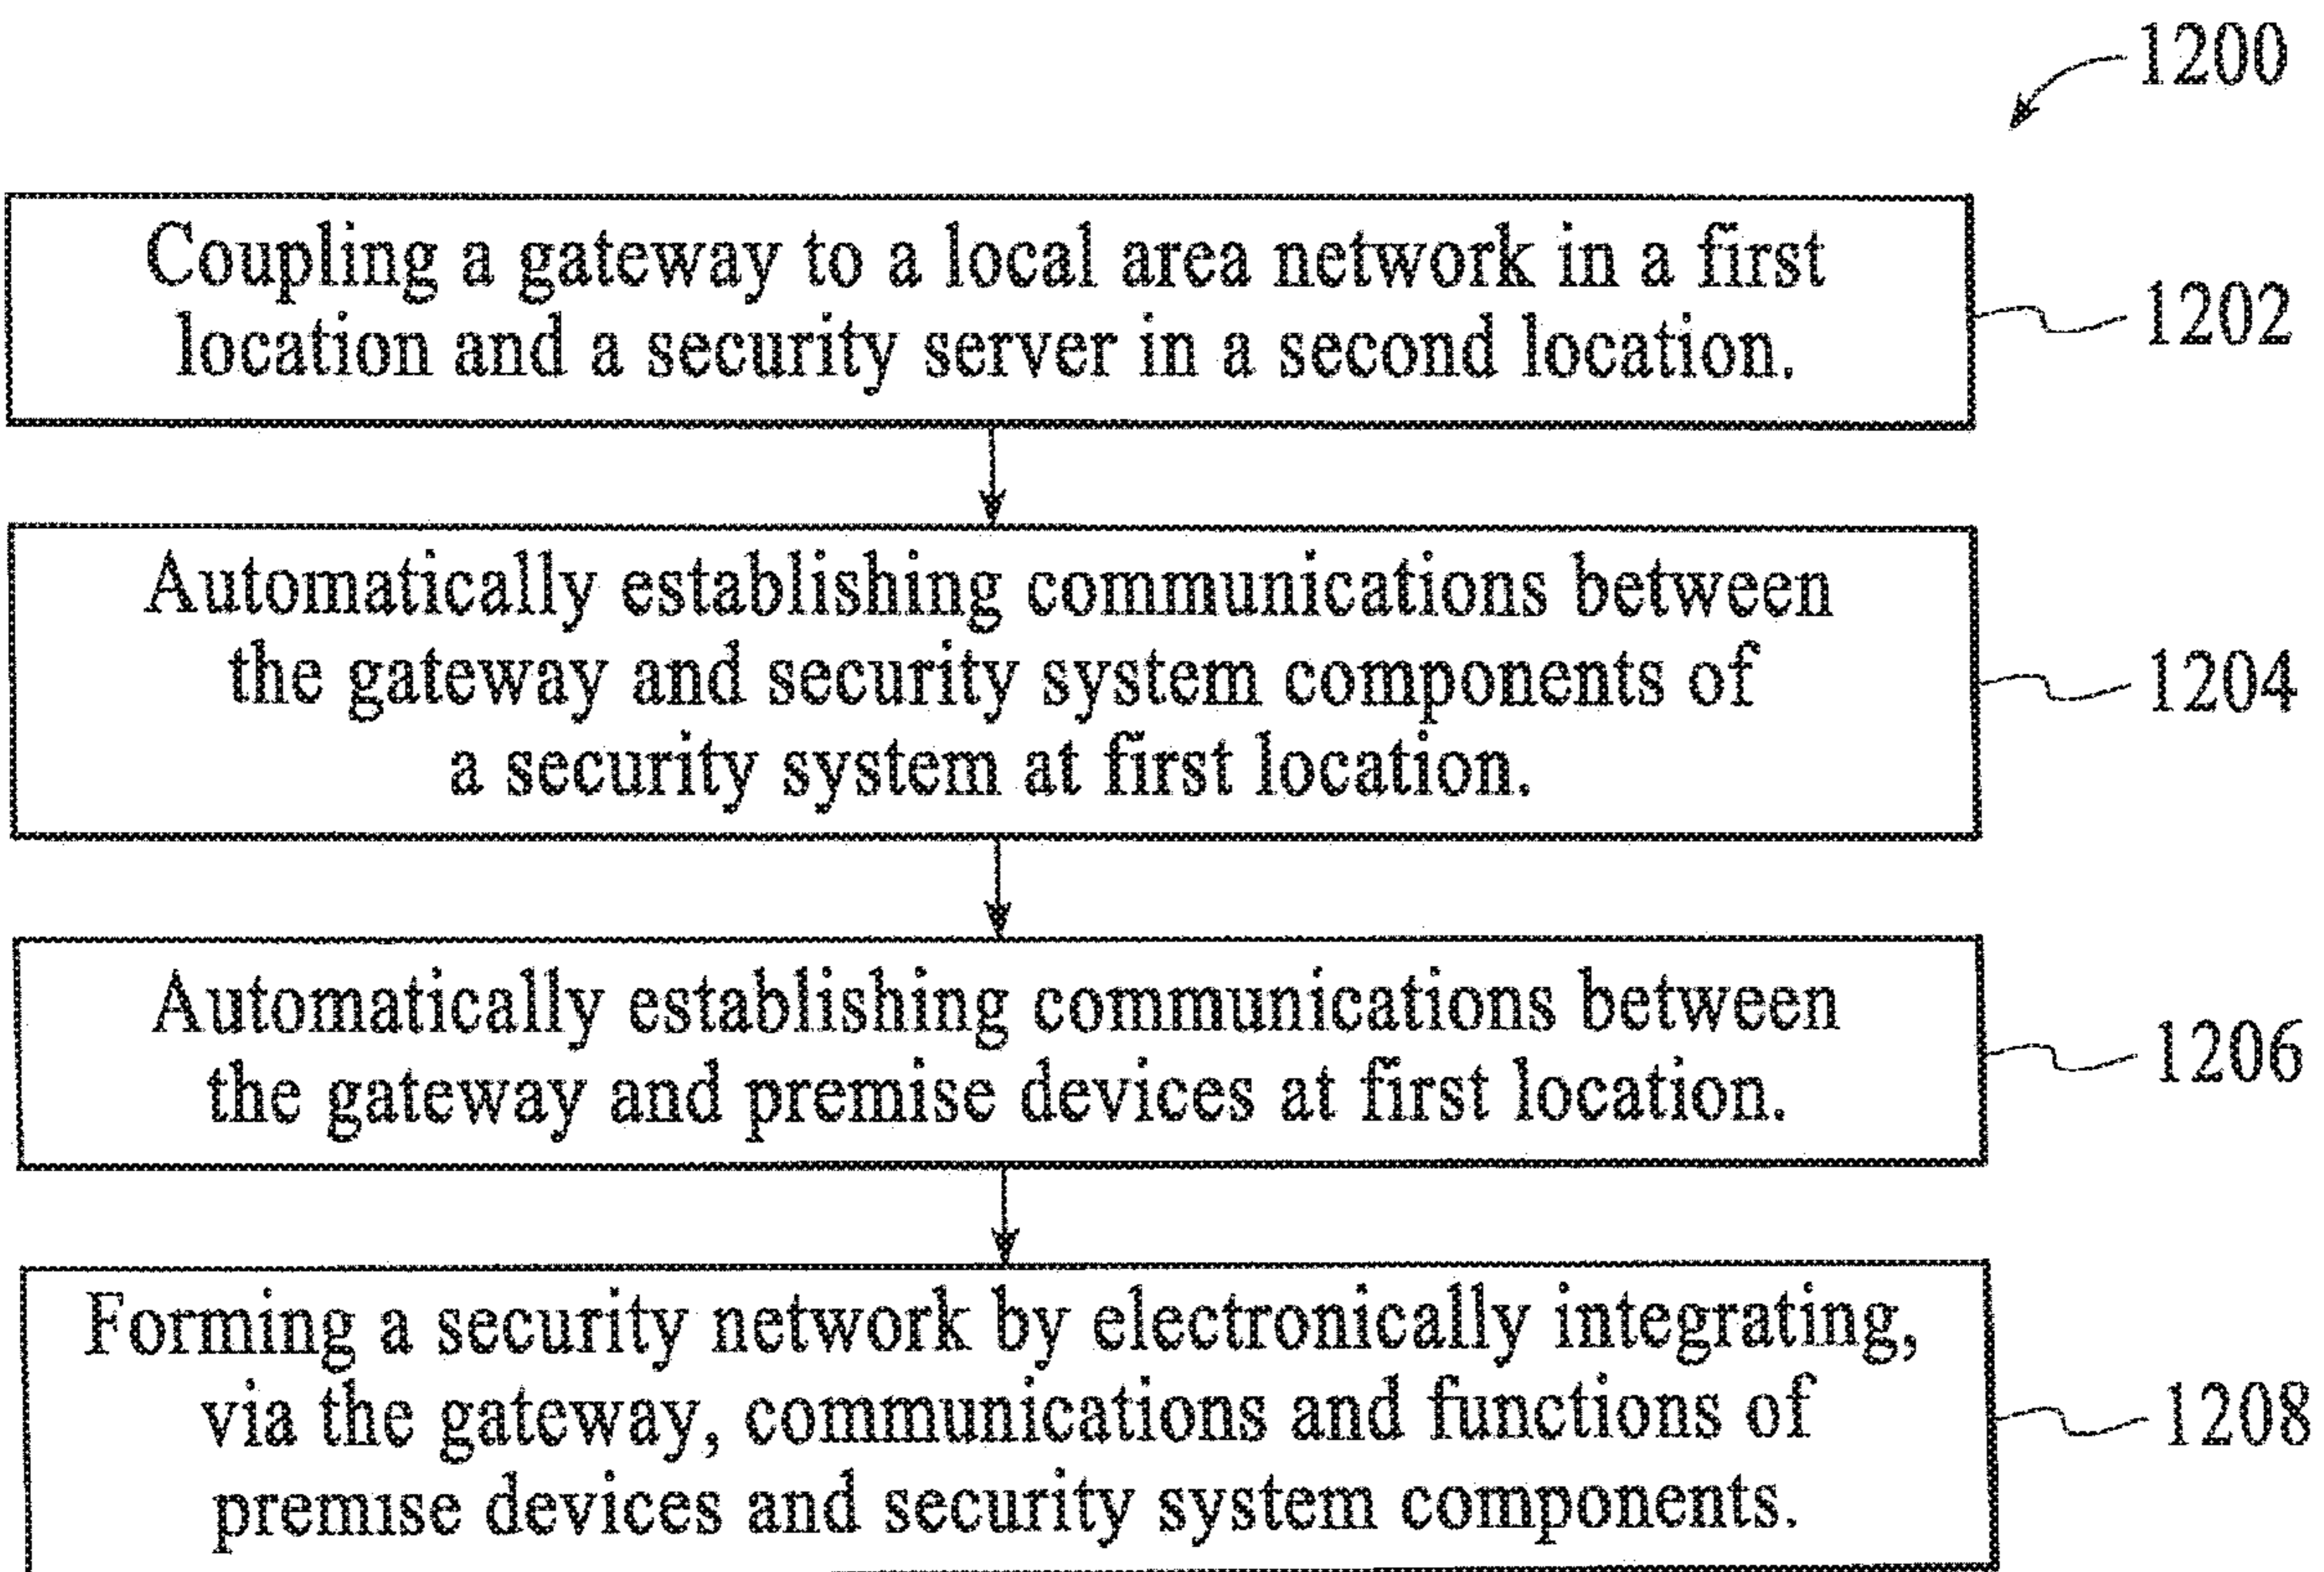 1200
Coupling a gateway to a local area network in a first
location and a security server in a second location.
1202
Automatically establishing communications between
the gateway and security system components of
a security system at first location.
1204
Automatically establishing communications between
the gateway and premise devices at first location.
1206
Forming a security network by electronically integrating,
via the gateway, communications and functions of
premise devices and security system components.
1208